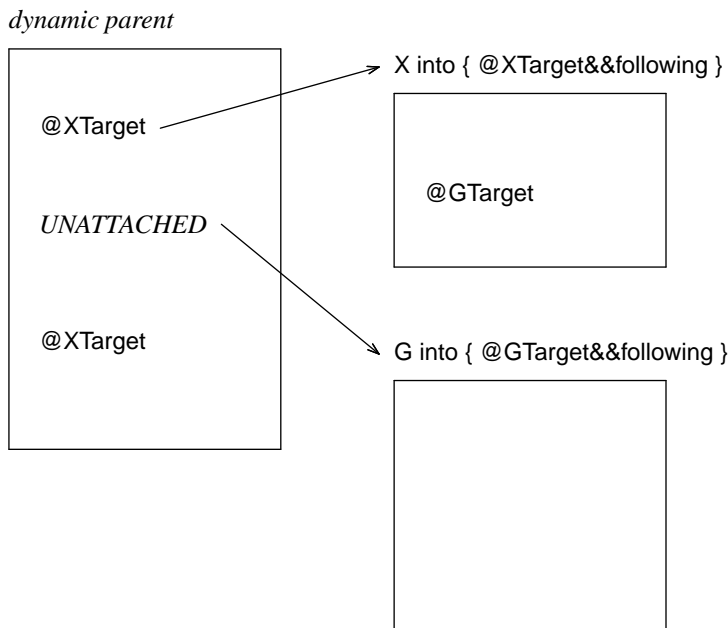 dynamic parent
X into { @XTarget&&following }
@XTarget
@GTarget
UNATTACHED
@XTarget
G into { @GTarget&&following }